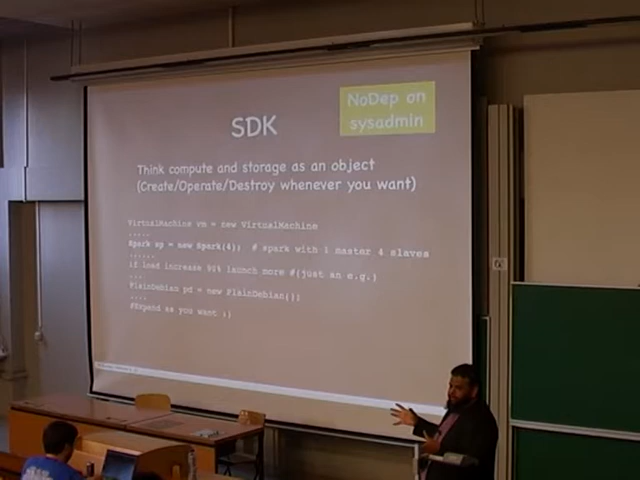 NoDep on
sysadmin
SDK
Think compute and storage as an object
(Create/Operate/Destroy whenever you want)
VirtualMachine vm = new VirtualMachine
.....
Spark sp = new Spark(4); # spark with 1 master 4 slaves
......
if load increase 90% launch more #(just an e.g.)
...
PlainDebian pd = new PlainDebian();
....
#Expand as you want :)